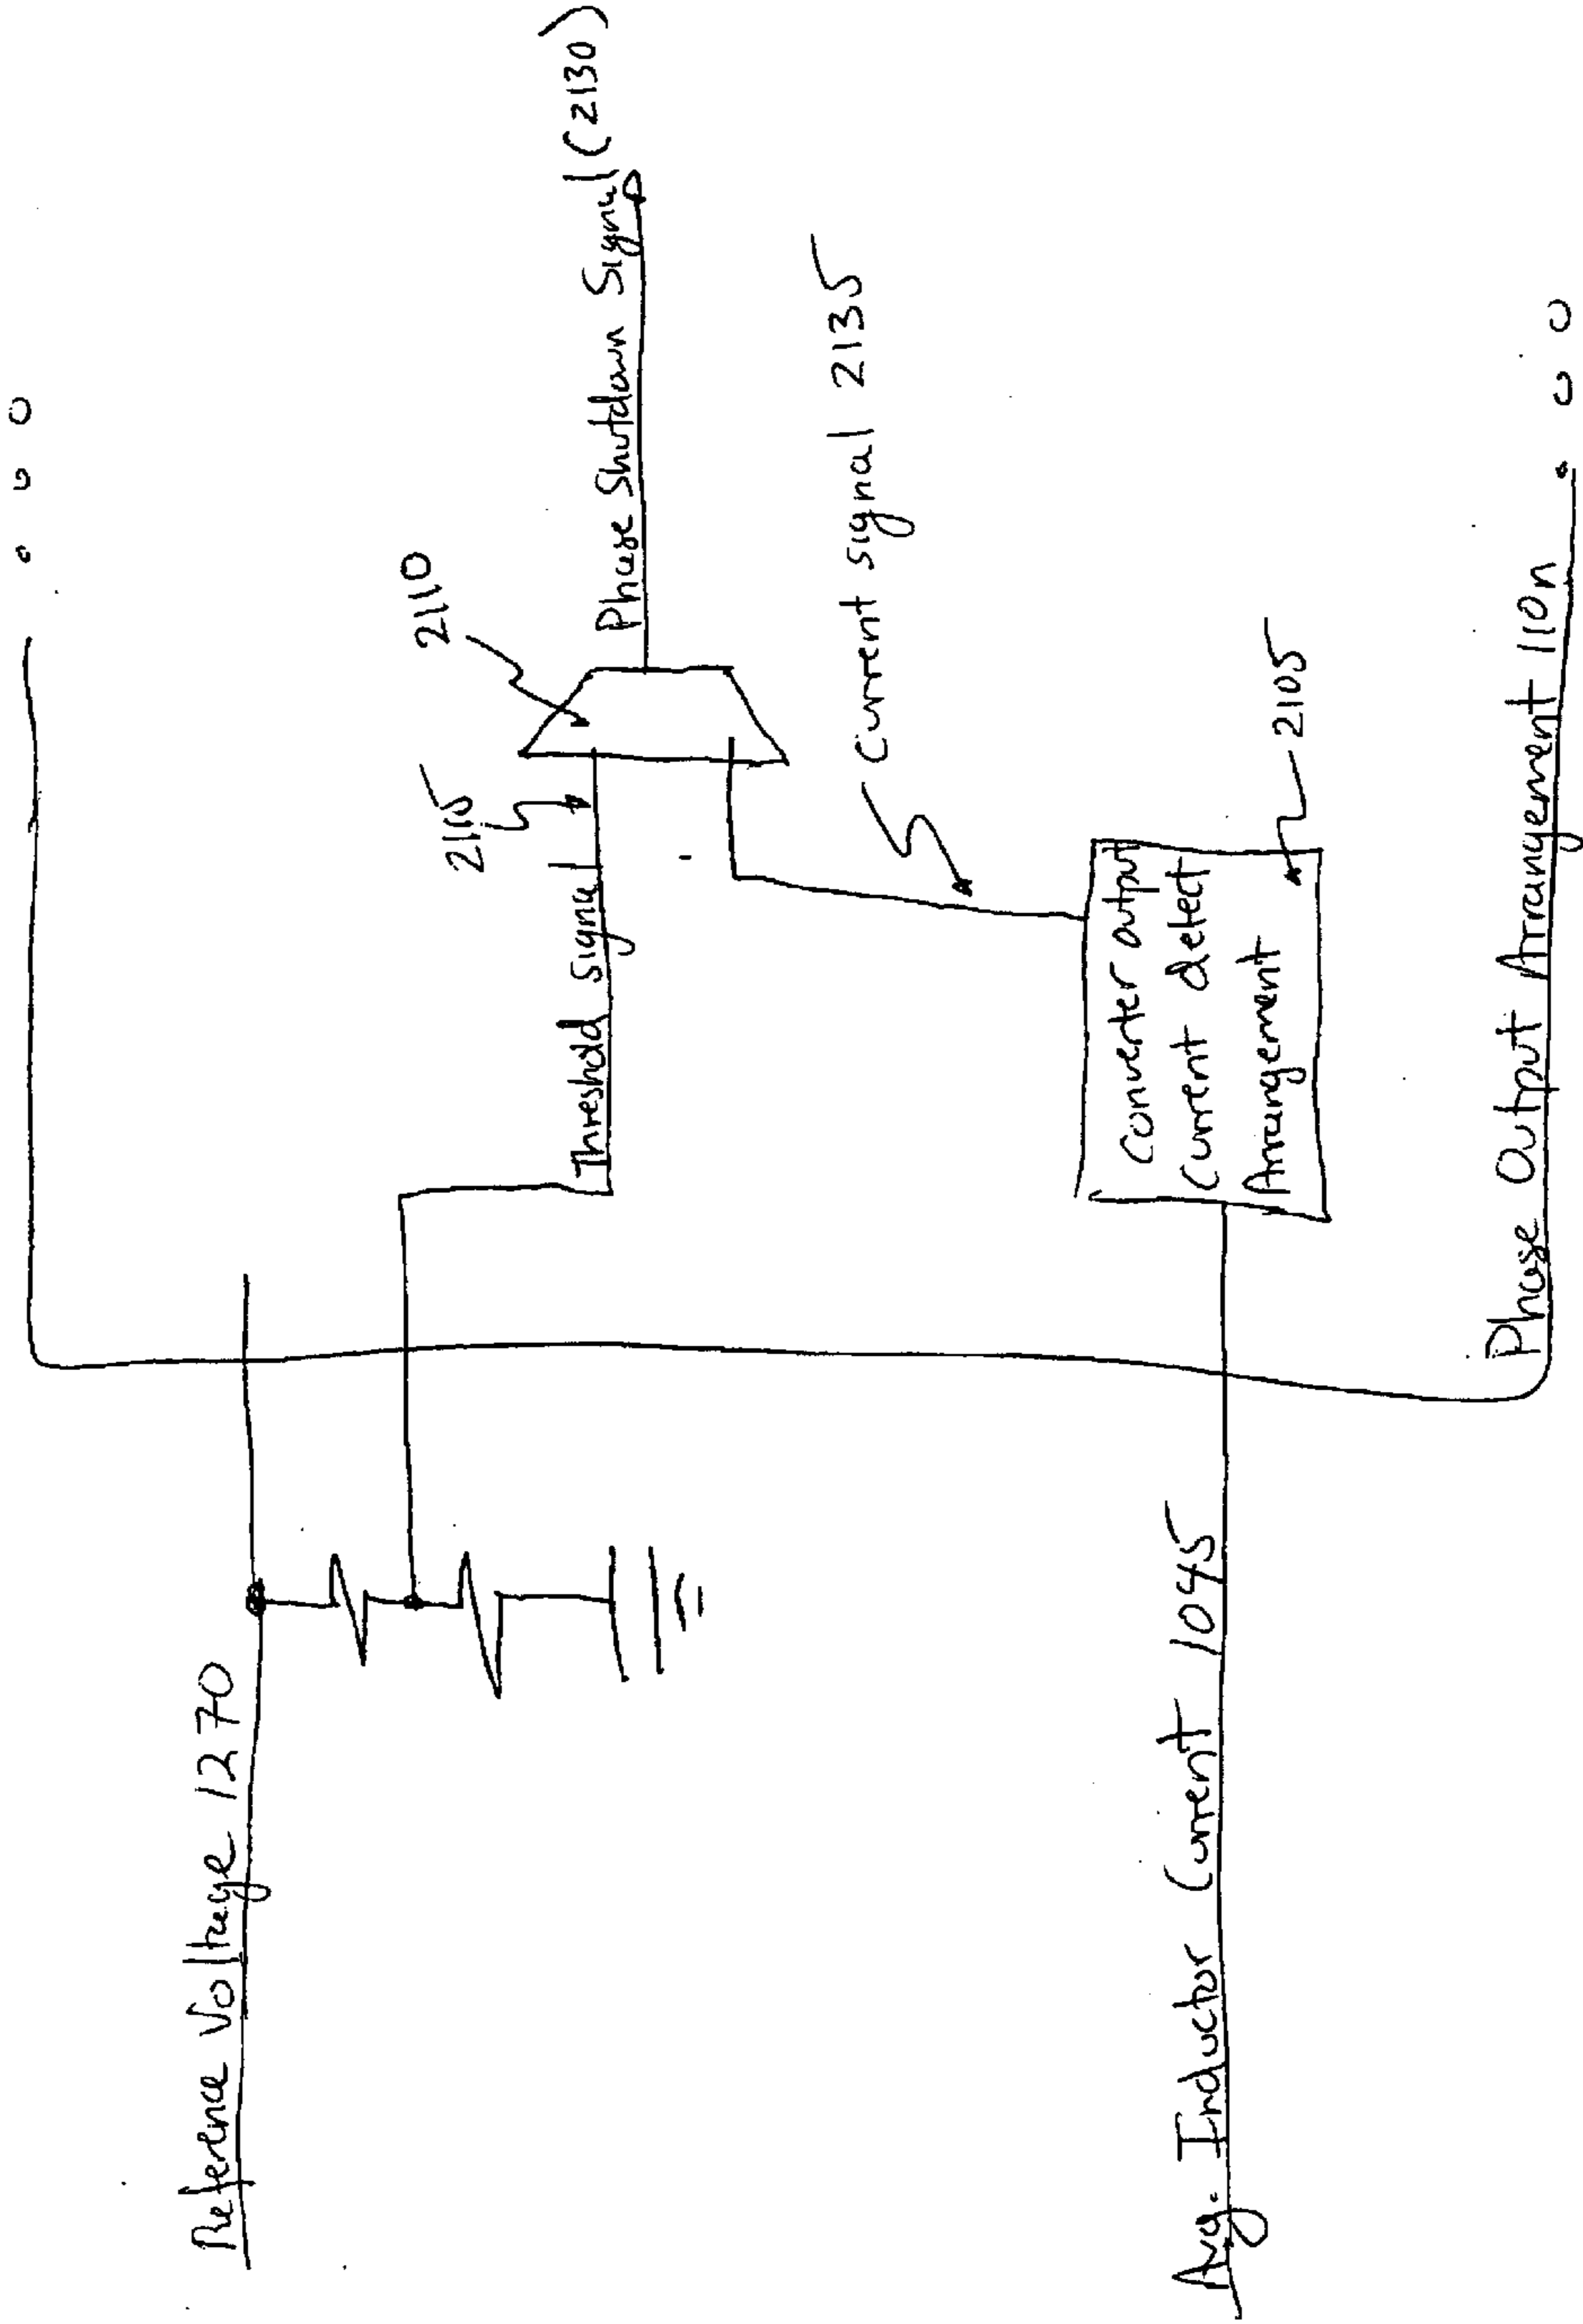 Reference Voltage 1270
2110
2115
Threshold Signal
Phase Shutdown Signal (2130)
Current signal 2135
Converter output
Current detect
Arrangement
2105
Avg. Inductor Current 1045
Phase Output Arrangement 110n